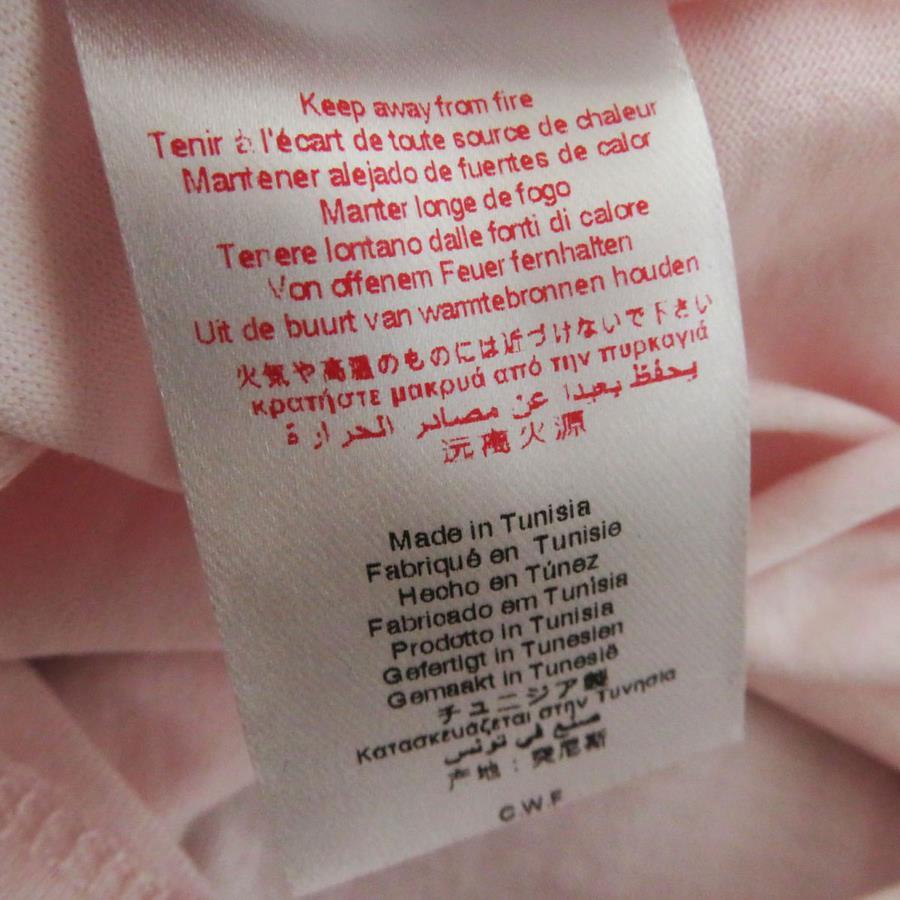 Keep away from fire
Tenir à l'écart de toute source de chaleur
Mantener alejado de fuentes de calor
Manter longe de fogo
Tenere lontano dalle fonti di calore
Von offenem Feuer fernhalten
Uit de buurt van warmtebronnen houden
火気や高温のものには近づけないで下さい
κρατήστε μακρυά από την πυρκαγιά
يحفظ بعيدا عن مصادر الحرارة
远离火源
Made in Tunisia
Fabriqué en Tunisie
Hecho en Túnez
Fabricado em Tunísia
Prodotto in Tunisia
Gefertigt in Tunesien
Gemaakt in Tunesië
チュニジア製
Κατασκευάζεται στην Τυνησία
صنع في تونس
产地：突尼斯
C.W.F